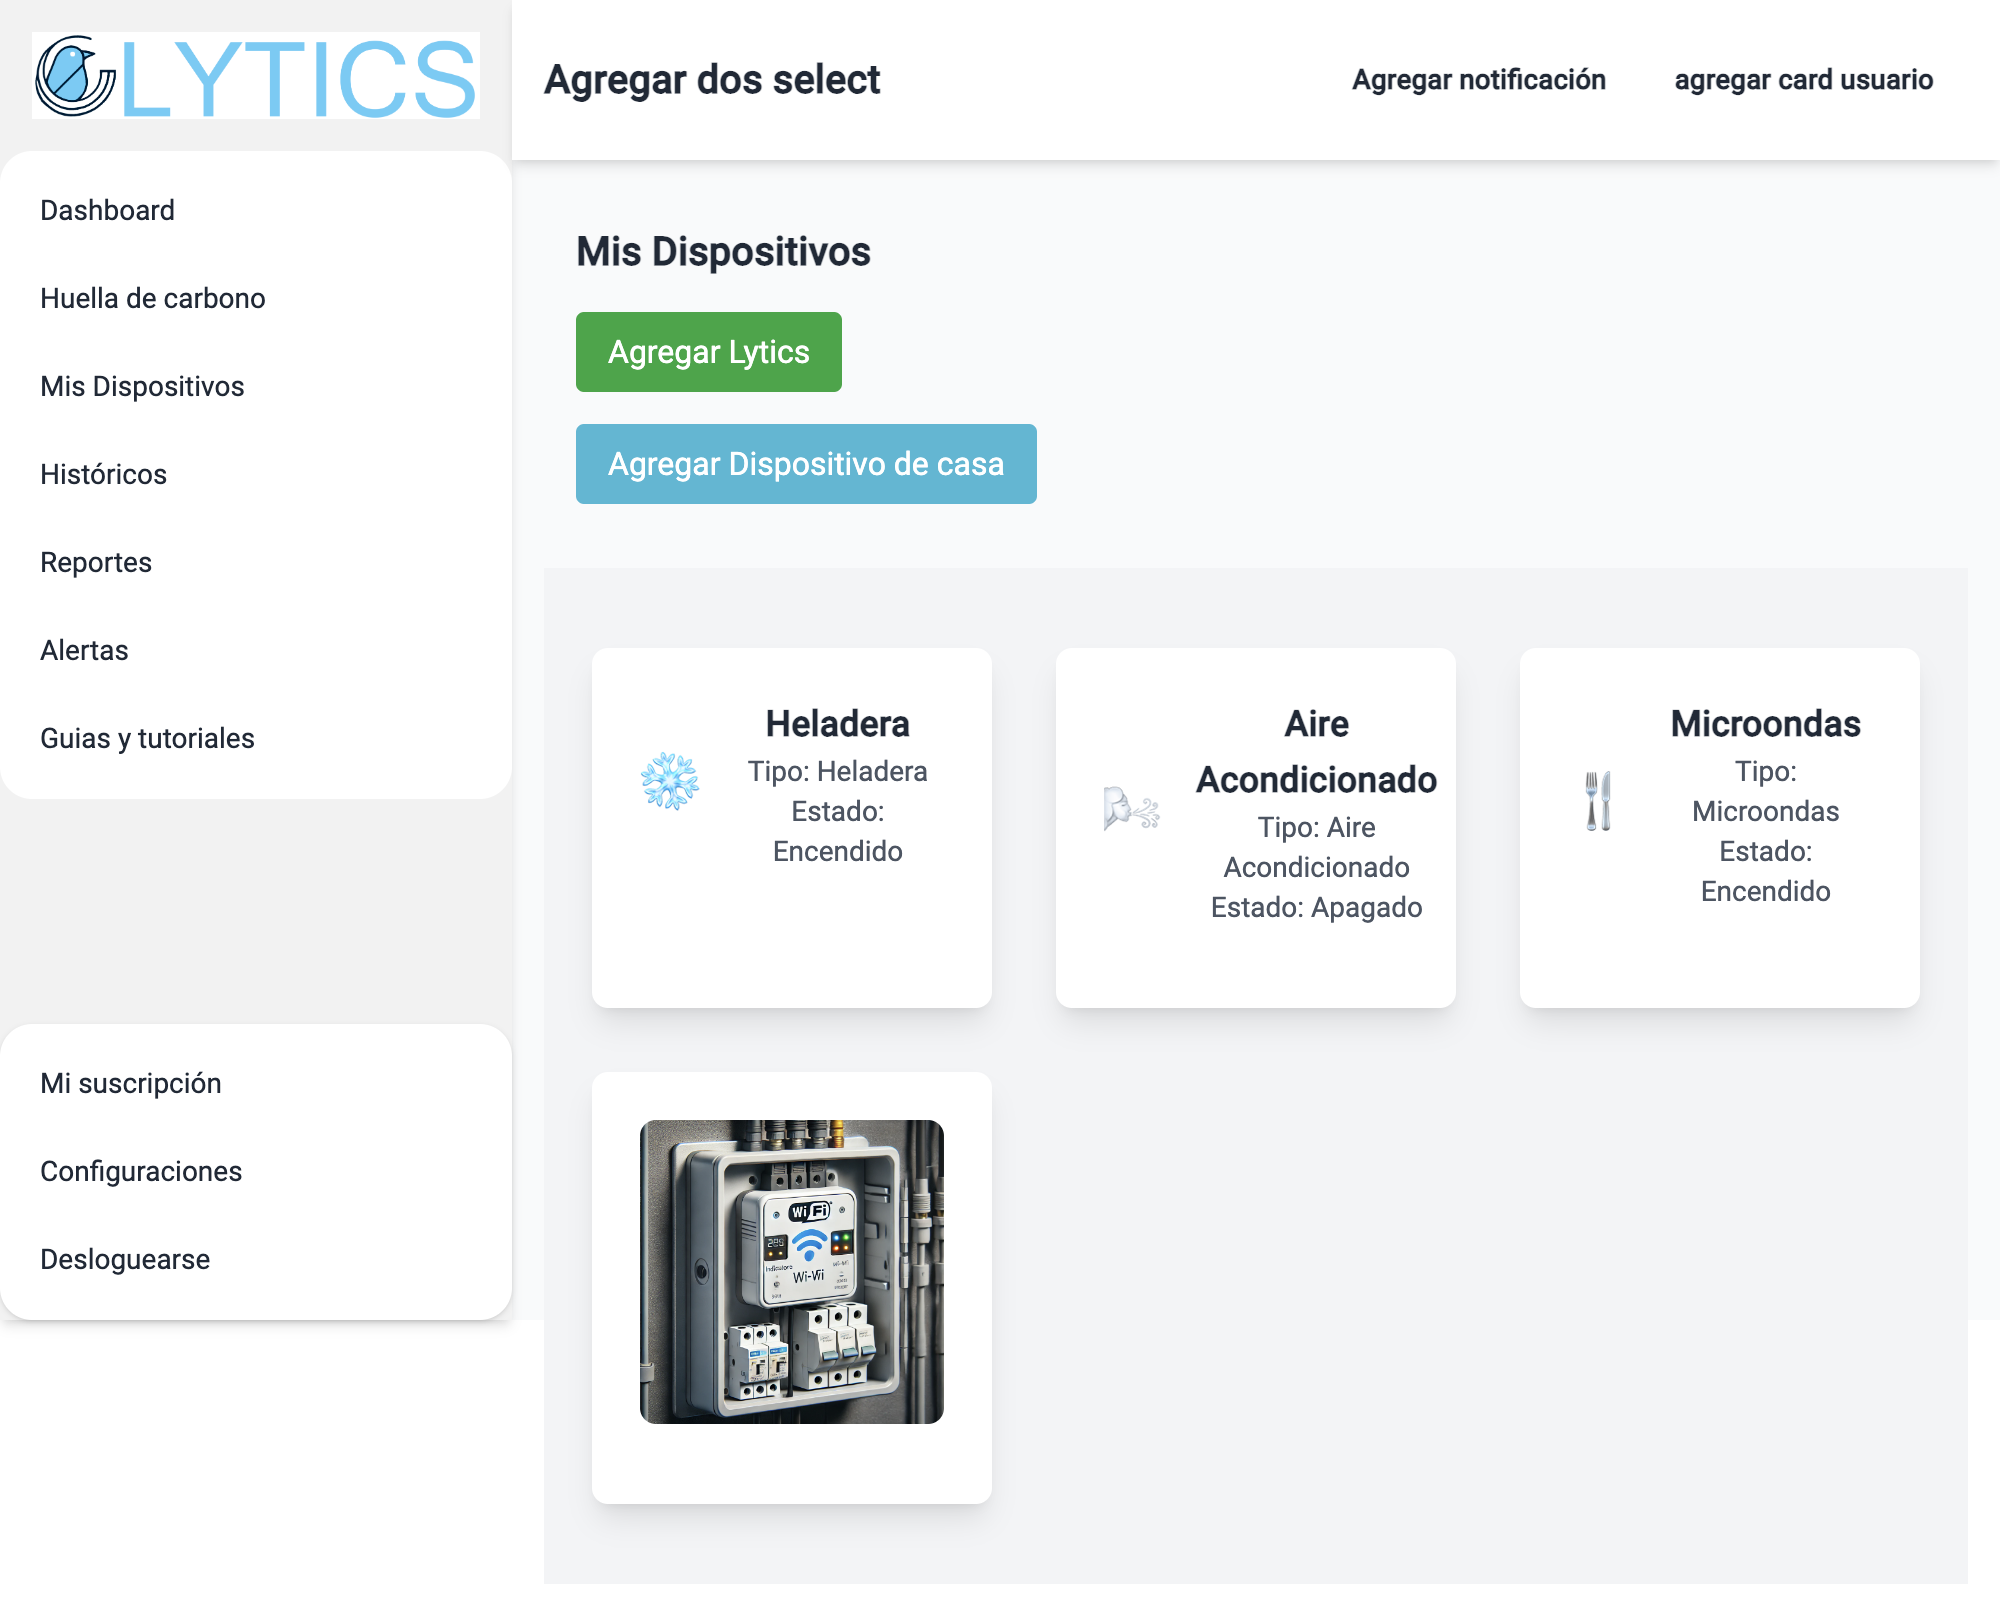 LYTICS
Agregar dos select
Agregar notificación
agregar card usuario
Dashboard
Huella de carbono
Mis Dispositivos
Históricos
Reportes
Alertas
Guias y tutoriales
Mi suscripción
Configuraciones
Desloguearse
Mis Dispositivos
Agregar Lytics
Agregar Dispositivo de casa
Heladera
Tipo: Heladera
Estado:
Encendido
Aire
Acondicionado
Tipo: Aire
Acondicionado
Estado: Apagado
Microondas
Tipo:
Microondas
Estado:
Encendido
Wi Fi
Wi-Wi